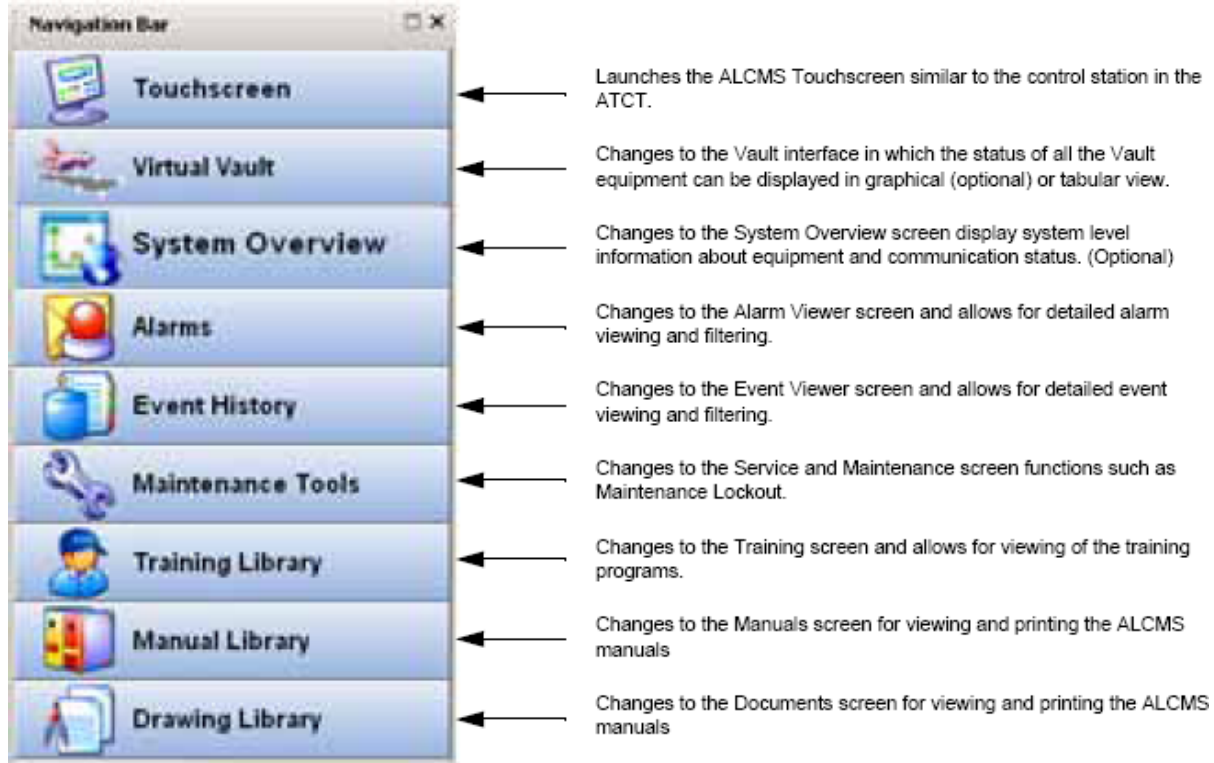 Navigation Bar
Touchscreen
Launches the ALCMS Touchscreen similar to the control station in the
ATCT.
Virtual Vault
Changes to the Vault interface in which the status of all the Vault
equipment can be displayed in graphical (optional) or tabular view.
System Overview
Changes to the System Overview screen display system level
information about equipment and communication status. (Optional)
Alarms
Changes to the Alarm Viewer screen and allows for detailed alarm
viewing and filtering.
Event History
Changes to the Event Viewer screen and allows for detailed event
viewing and filtering.
Maintenance Tools
Changes to the Service and Maintenance screen functions such as
Maintenance Lockout.
Training Library
Changes to the Training screen and allows for viewing of the training
programs.
Manual Library
Changes to the Manuals screen for viewing and printing the ALCMS
manuals
Drawing Library
Changes to the Documents screen for viewing and printing the ALCMS
manuals